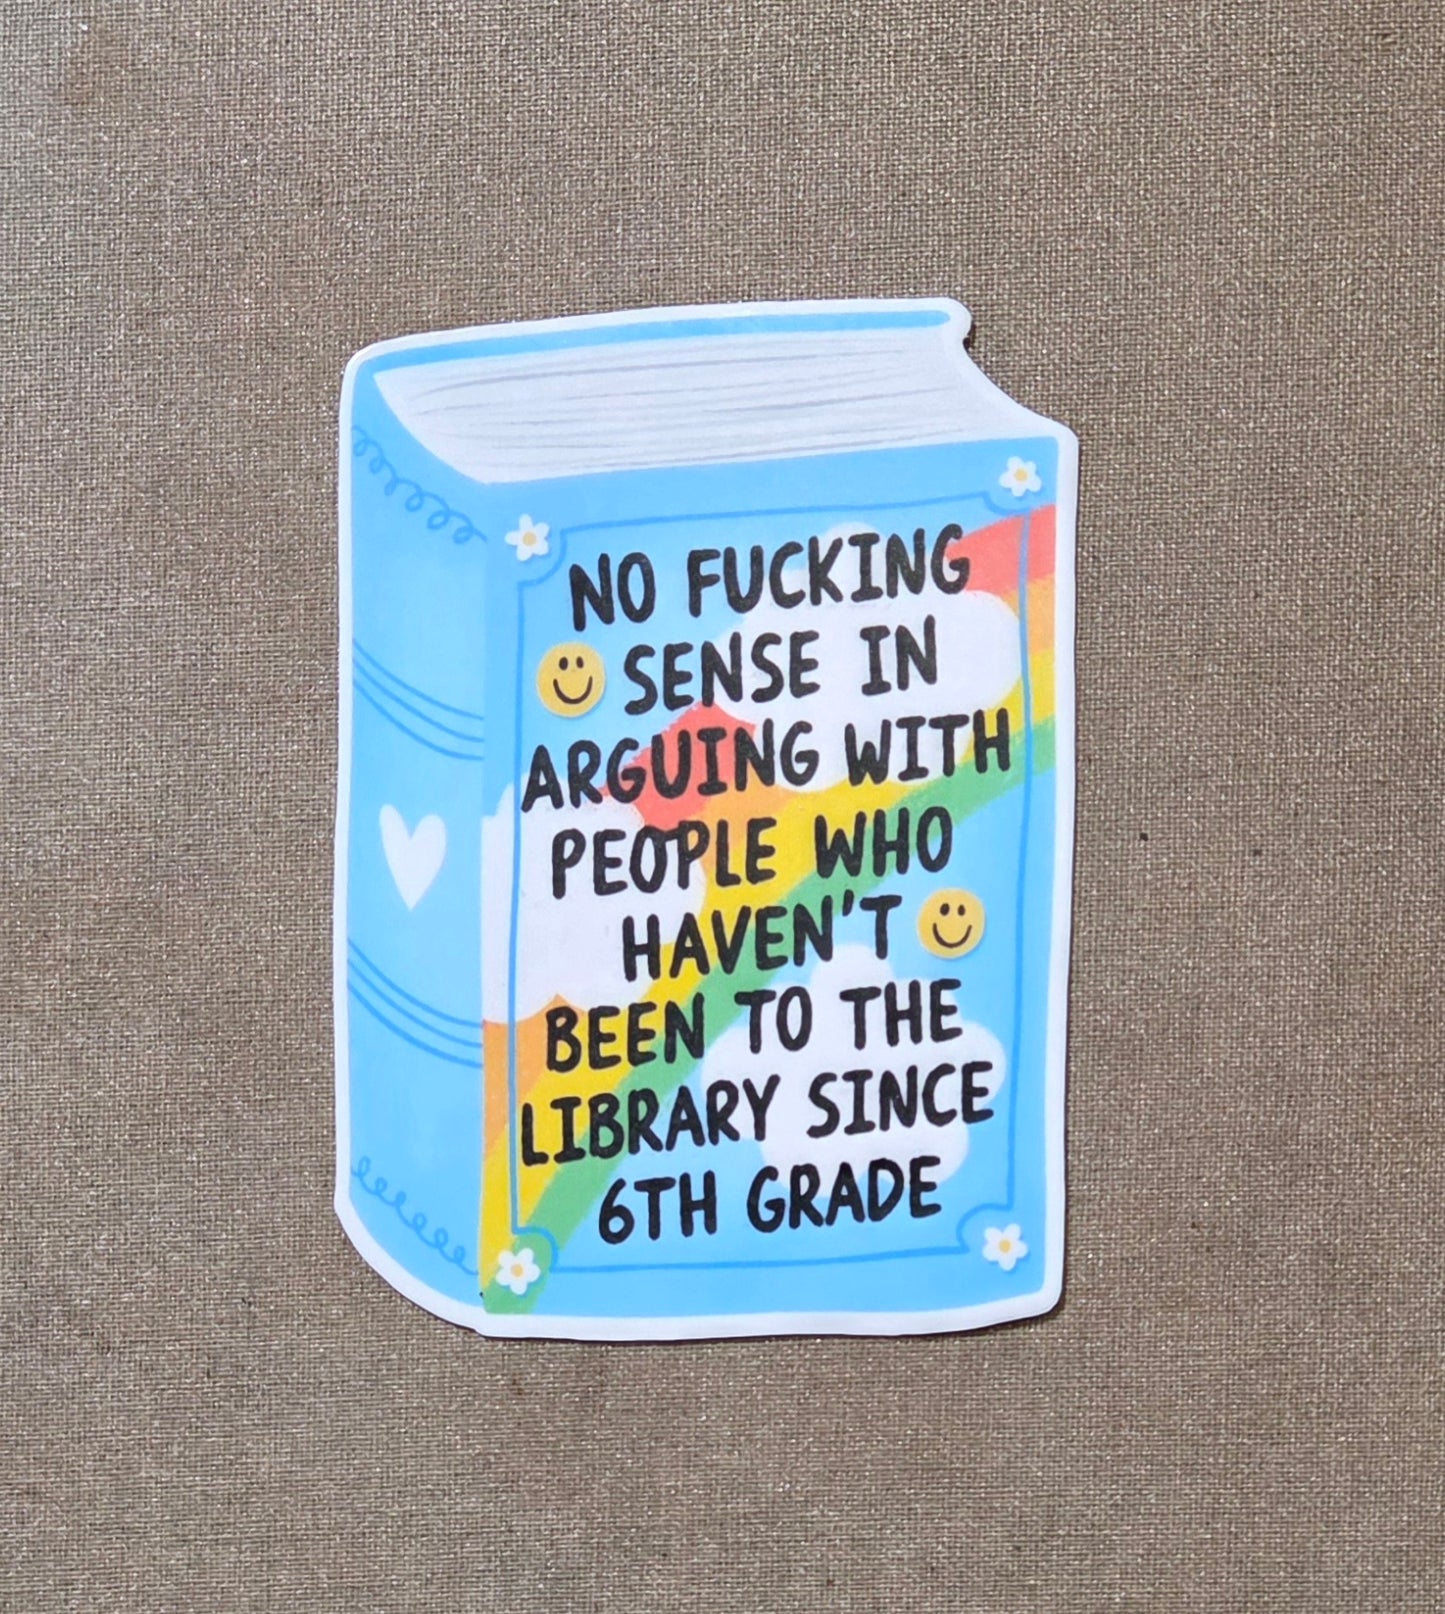 NO FUCKING
SENSE IN
ARGUING WITH
PEOPLE WHO
HAVEN'T
BEEN TO THE
LIBRARY SINCE
6TH GRADE